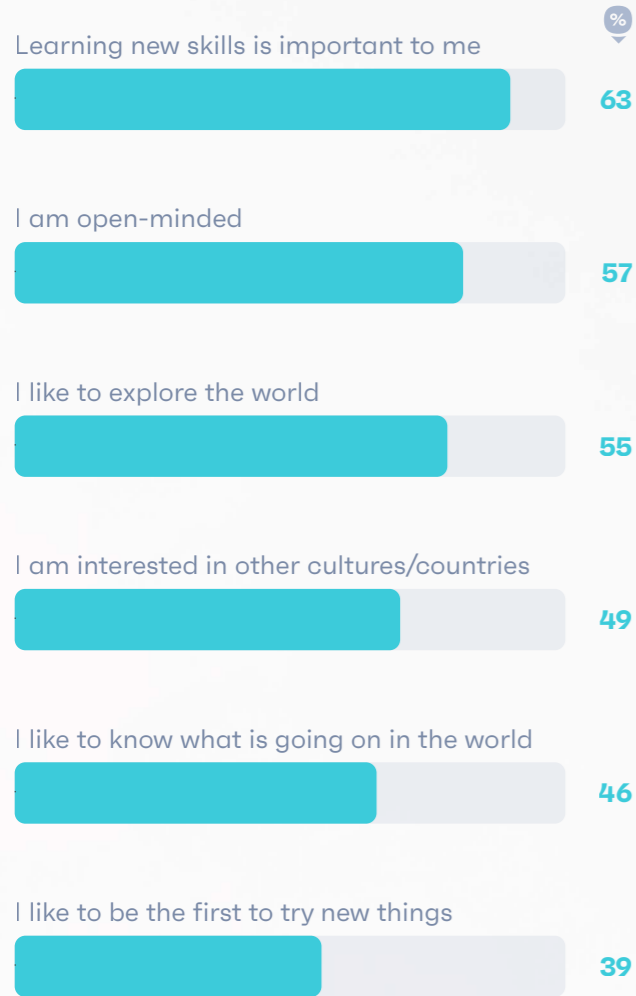 %
Learning new skills is important to me
63
I am open-minded
57
I like to explore the world
55
I am interested in other cultures/countries
49
I like to know what is going on in the world
46
I like to be the first to try new things
39